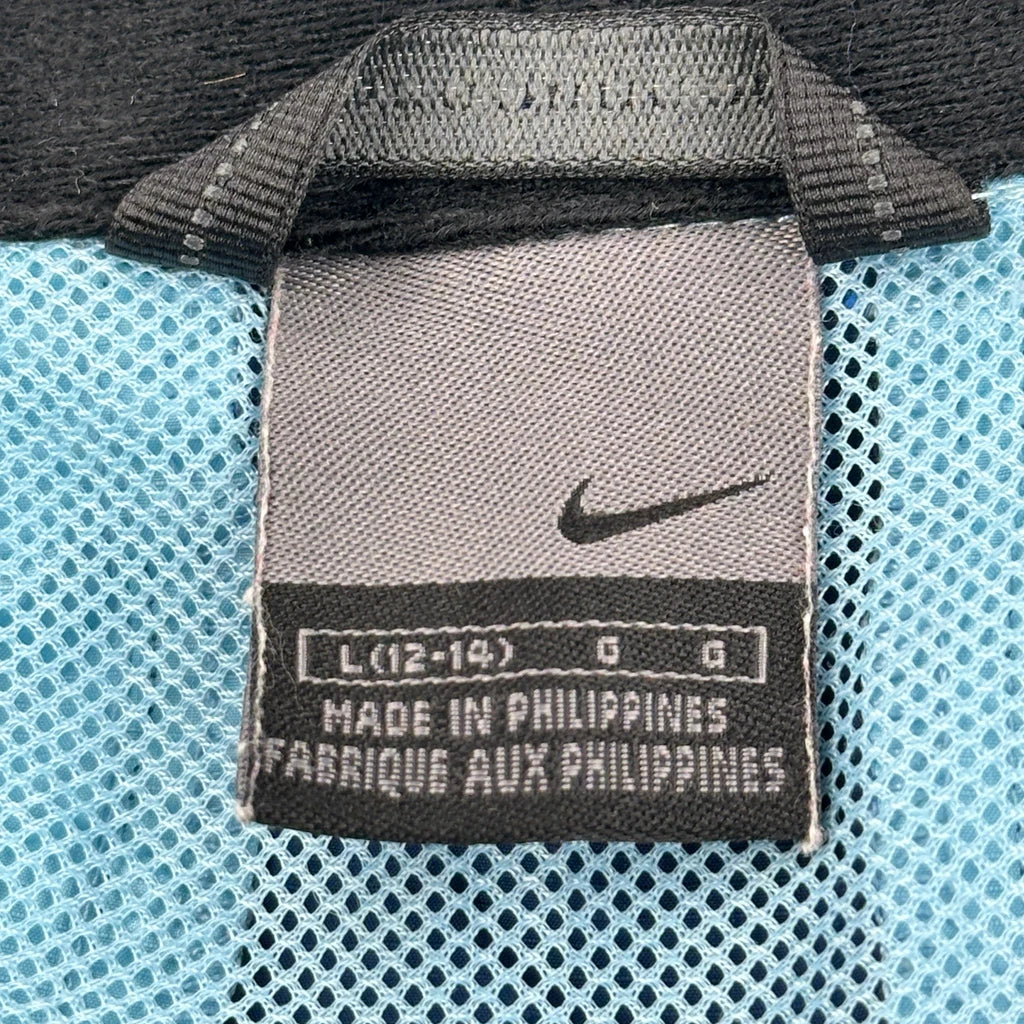 L(12-14) G G
MADE IN PHILIPPINES
FABRIQUE AUX PHILIPPINES